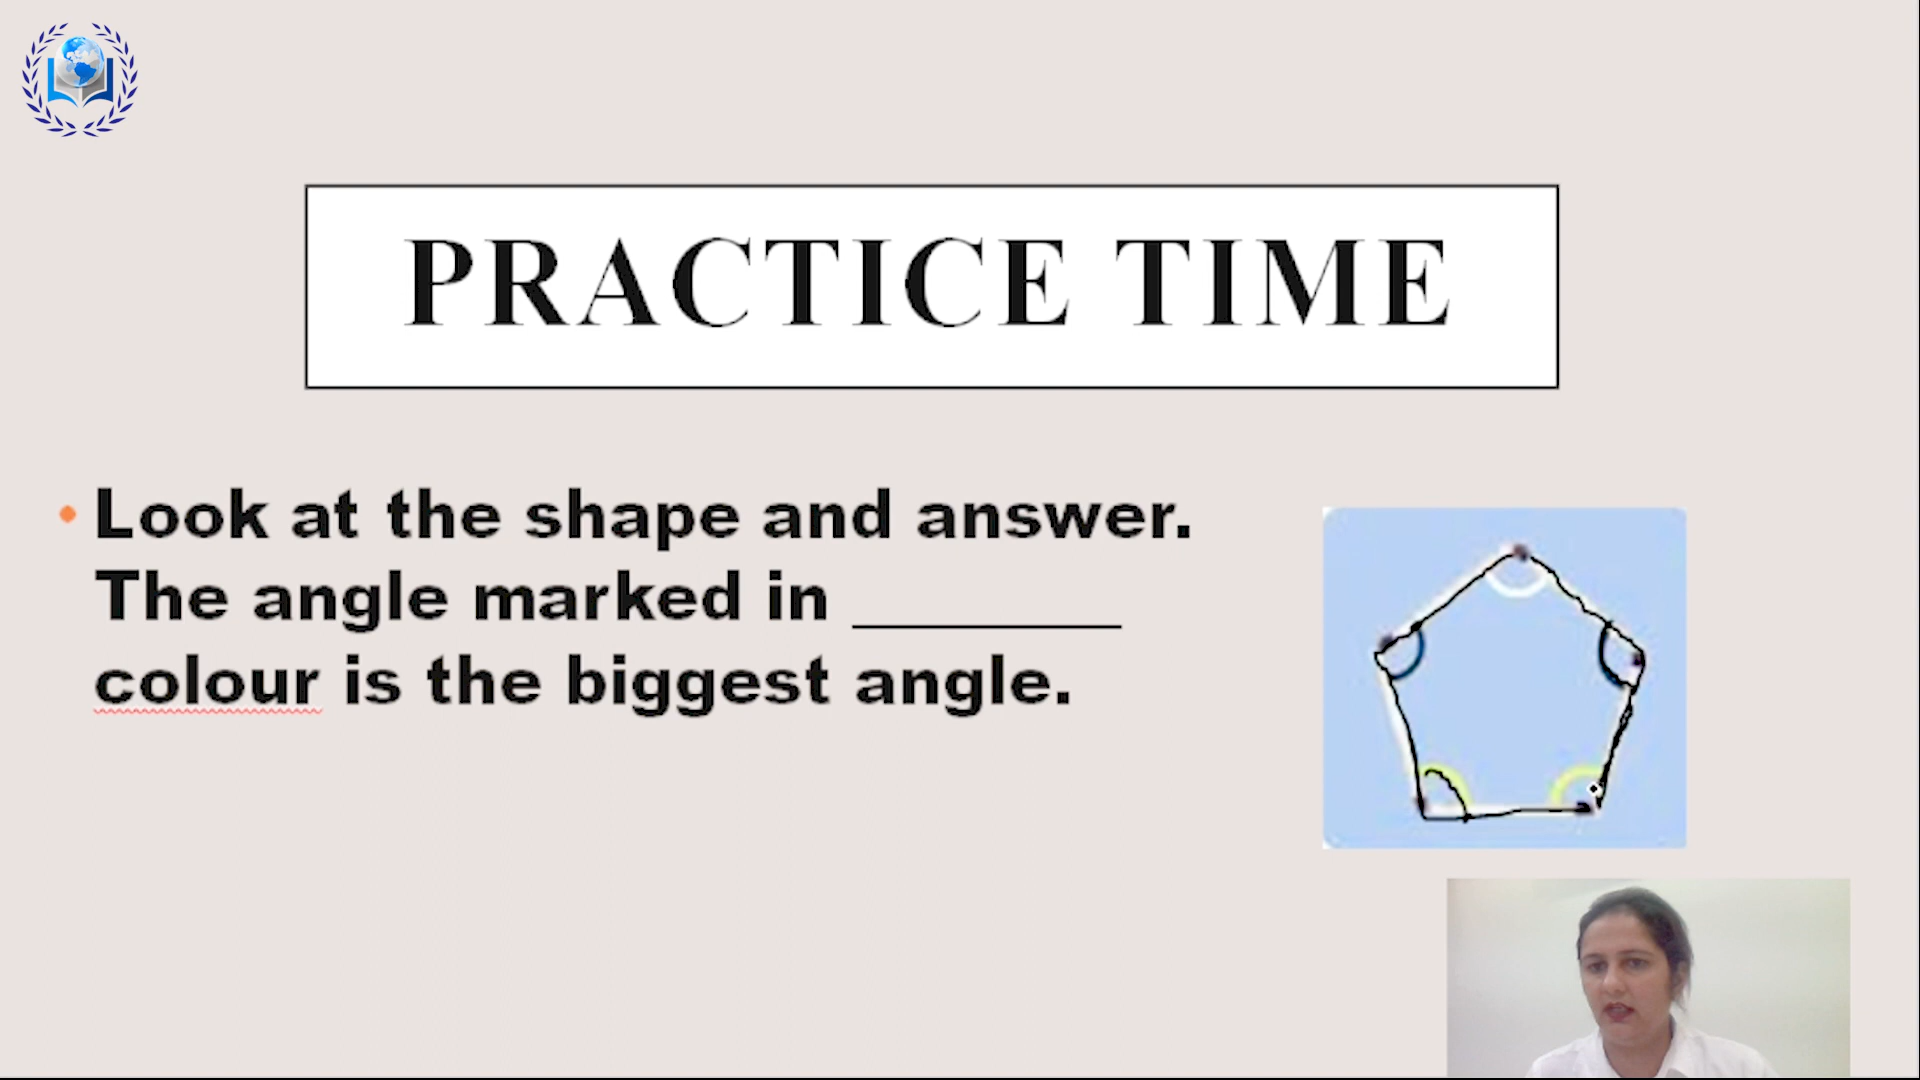 PRACTICE TIME
• Look at the shape and answer.
The angle marked in ________
colour is the biggest angle.